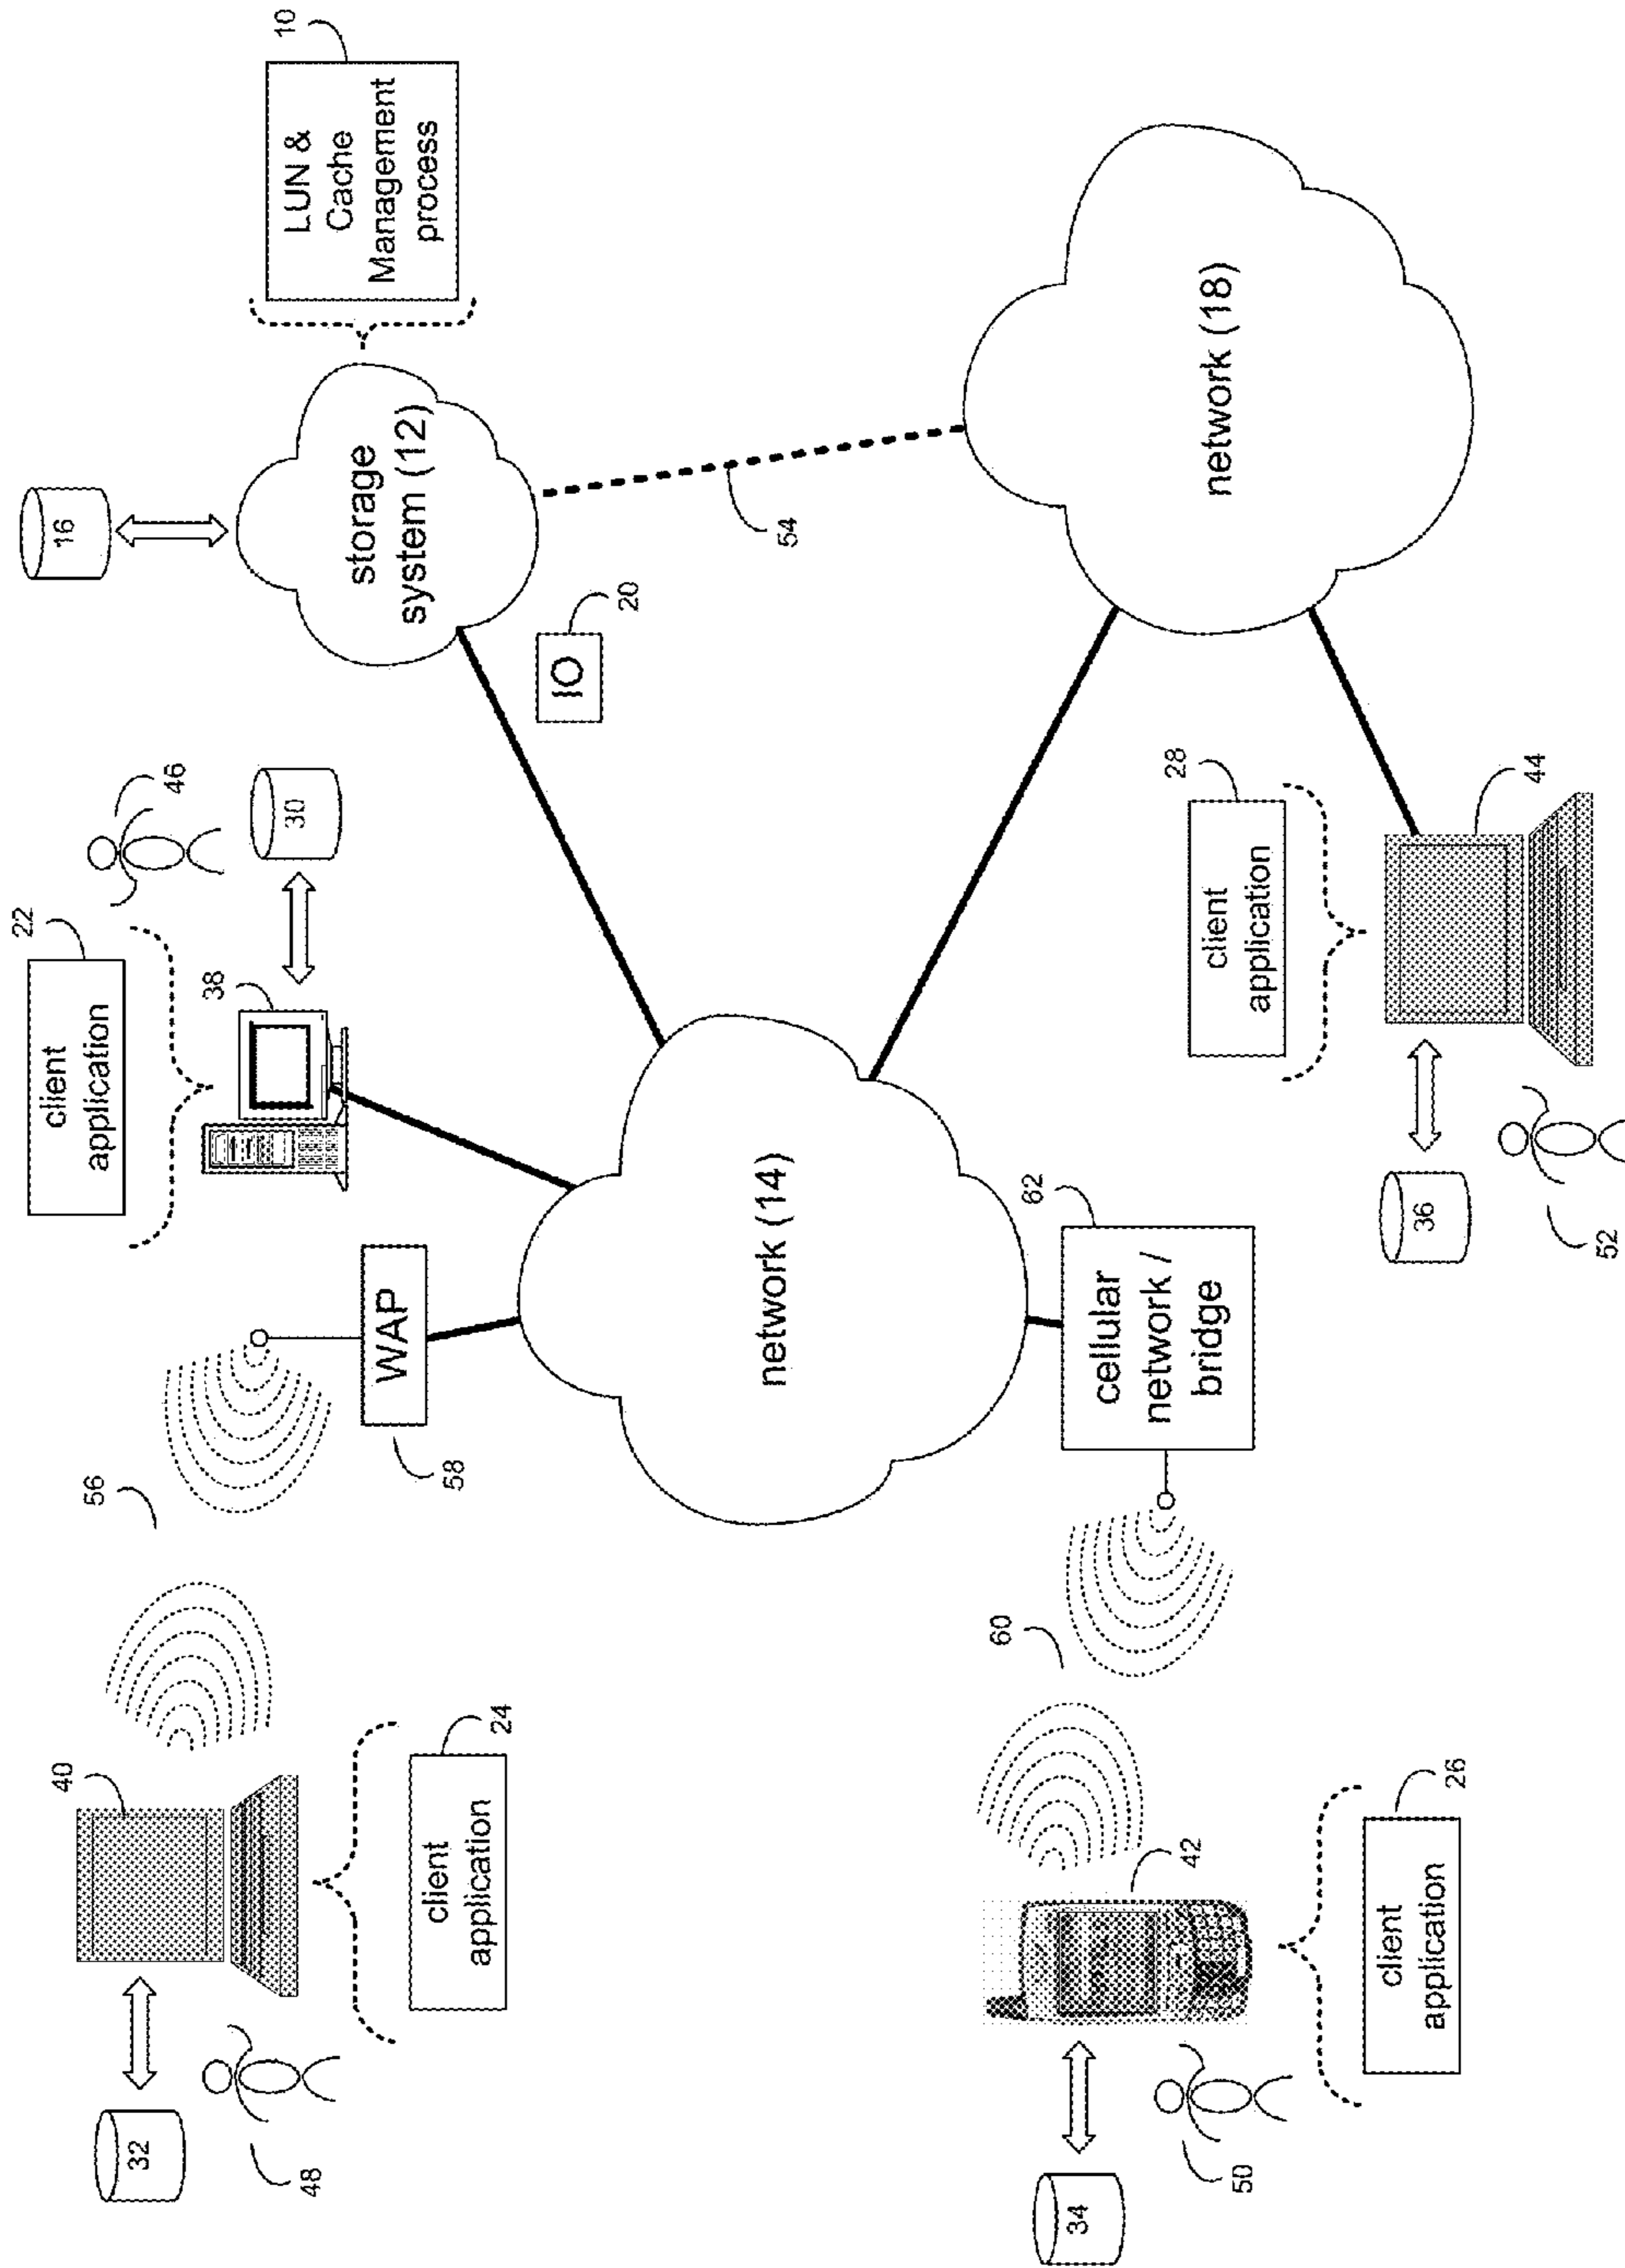 32
48
40
client
application
24
56
client
application
22
38
46
30
16
LUN &
Cache
Management
process
10
storage
system (12)
WAP
58
IO
20
network (14)
54
34
50
42
client
application
26
60
cellular
network /
bridge
62
network (18)
client
application
28
36
52
44